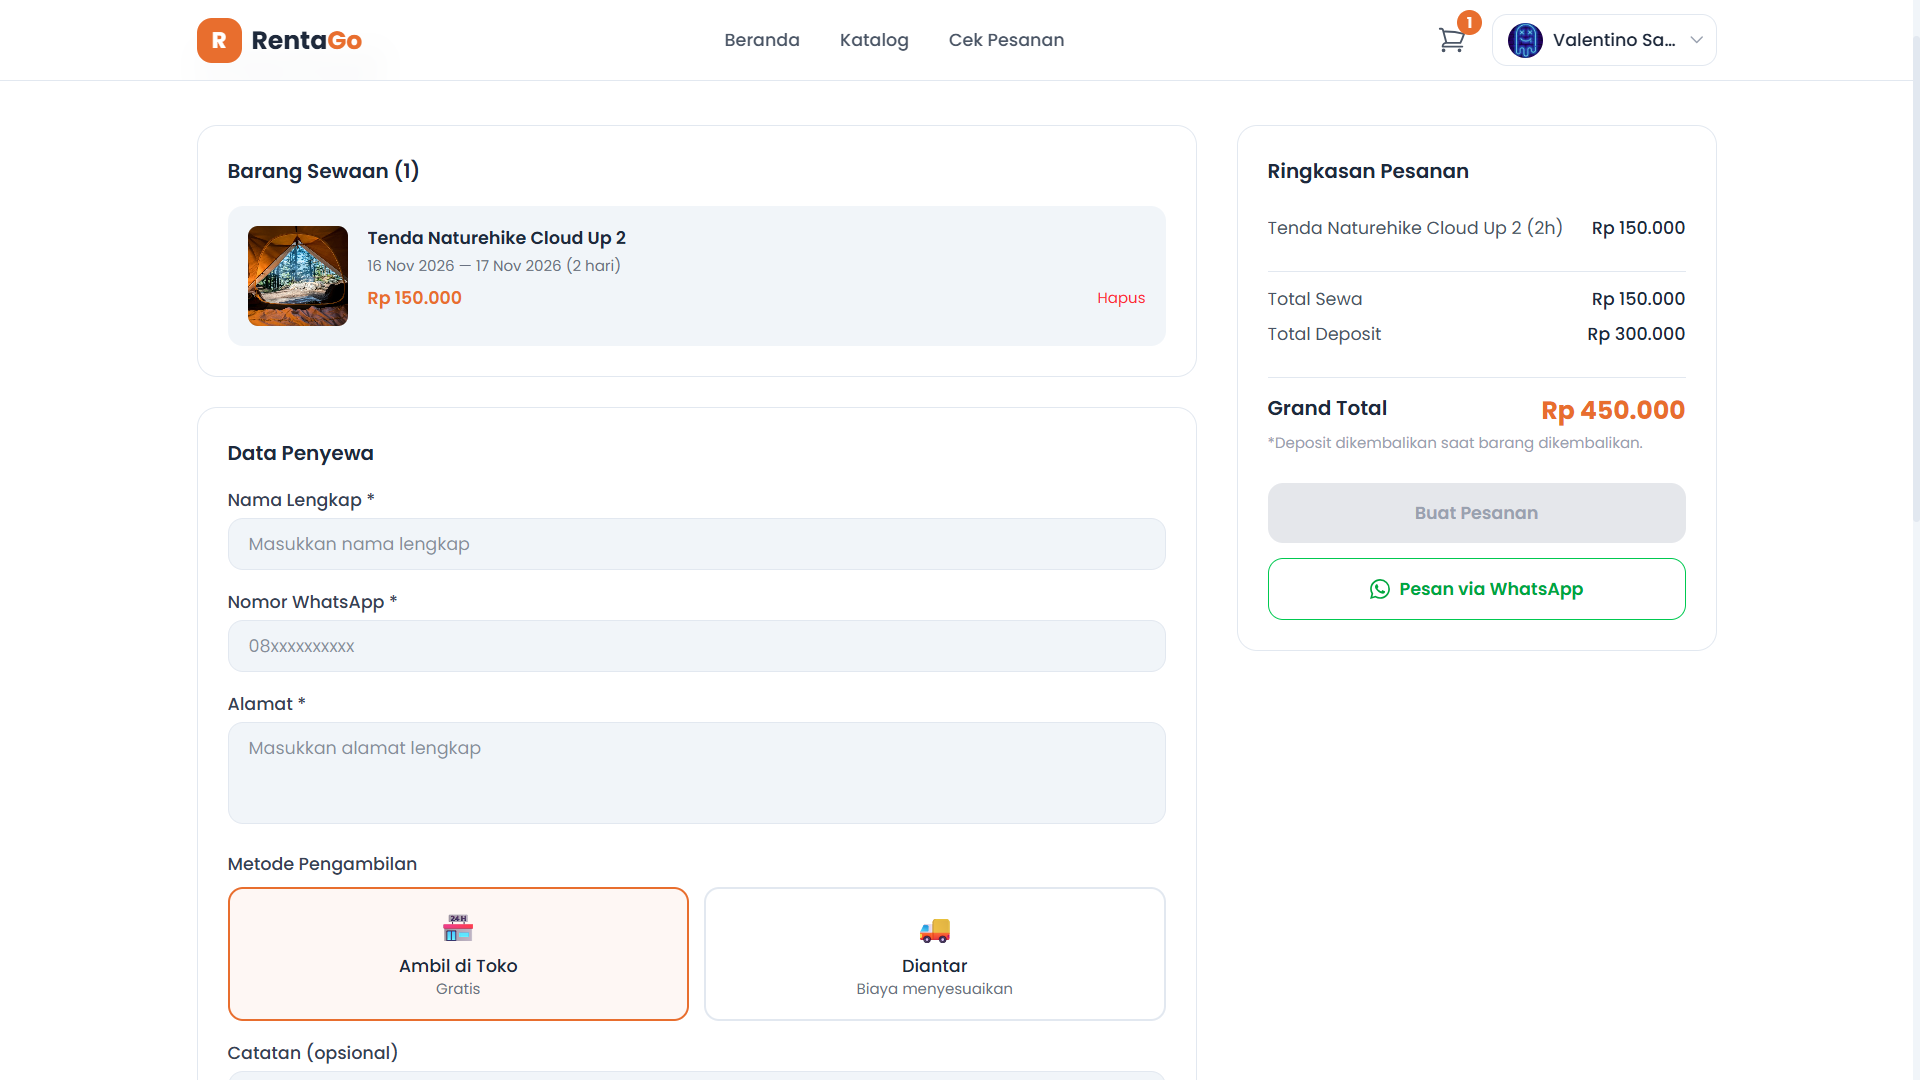 R RentaGo
Beranda
Katalog
Cek Pesanan
1
Valentino Sa...
Barang Sewaan (1)
Tenda Naturehike Cloud Up 2
16 Nov 2026 — 17 Nov 2026 (2 hari)
Rp 150.000
Hapus
Data Penyewa
Nama Lengkap *
Masukkan nama lengkap
Nomor WhatsApp *
08xxxxxxxxxx
Alamat *
Masukkan alamat lengkap
Metode Pengambilan
24H
Ambil di Toko
Gratis
Diantar
Biaya menyesuaikan
Catatan (opsional)
Ringkasan Pesanan
Tenda Naturehike Cloud Up 2 (2h) Rp 150.000
Total Sewa Rp 150.000
Total Deposit Rp 300.000
Grand Total Rp 450.000
*Deposit dikembalikan saat barang dikembalikan.
Buat Pesanan
Pesan via WhatsApp